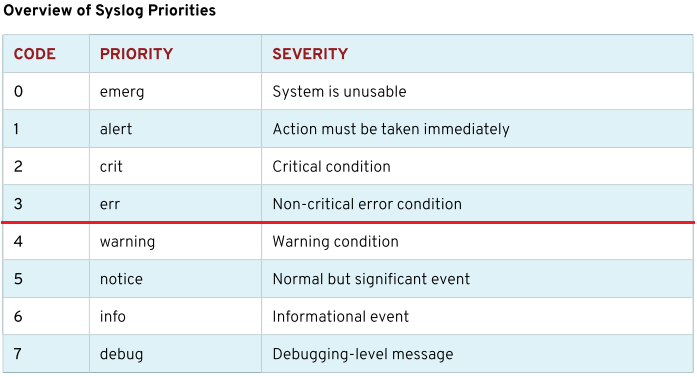 Overview of Syslog Priorities
CODE PRIORITY SEVERITY
0 emerg System is unusable
1 alert Action must be taken immediately
2 crit Critical condition
3 err Non-critical error condition
4 warning Warning condition
5 notice Normal but significant event
6 info Informational event
7 debug Debugging-level message